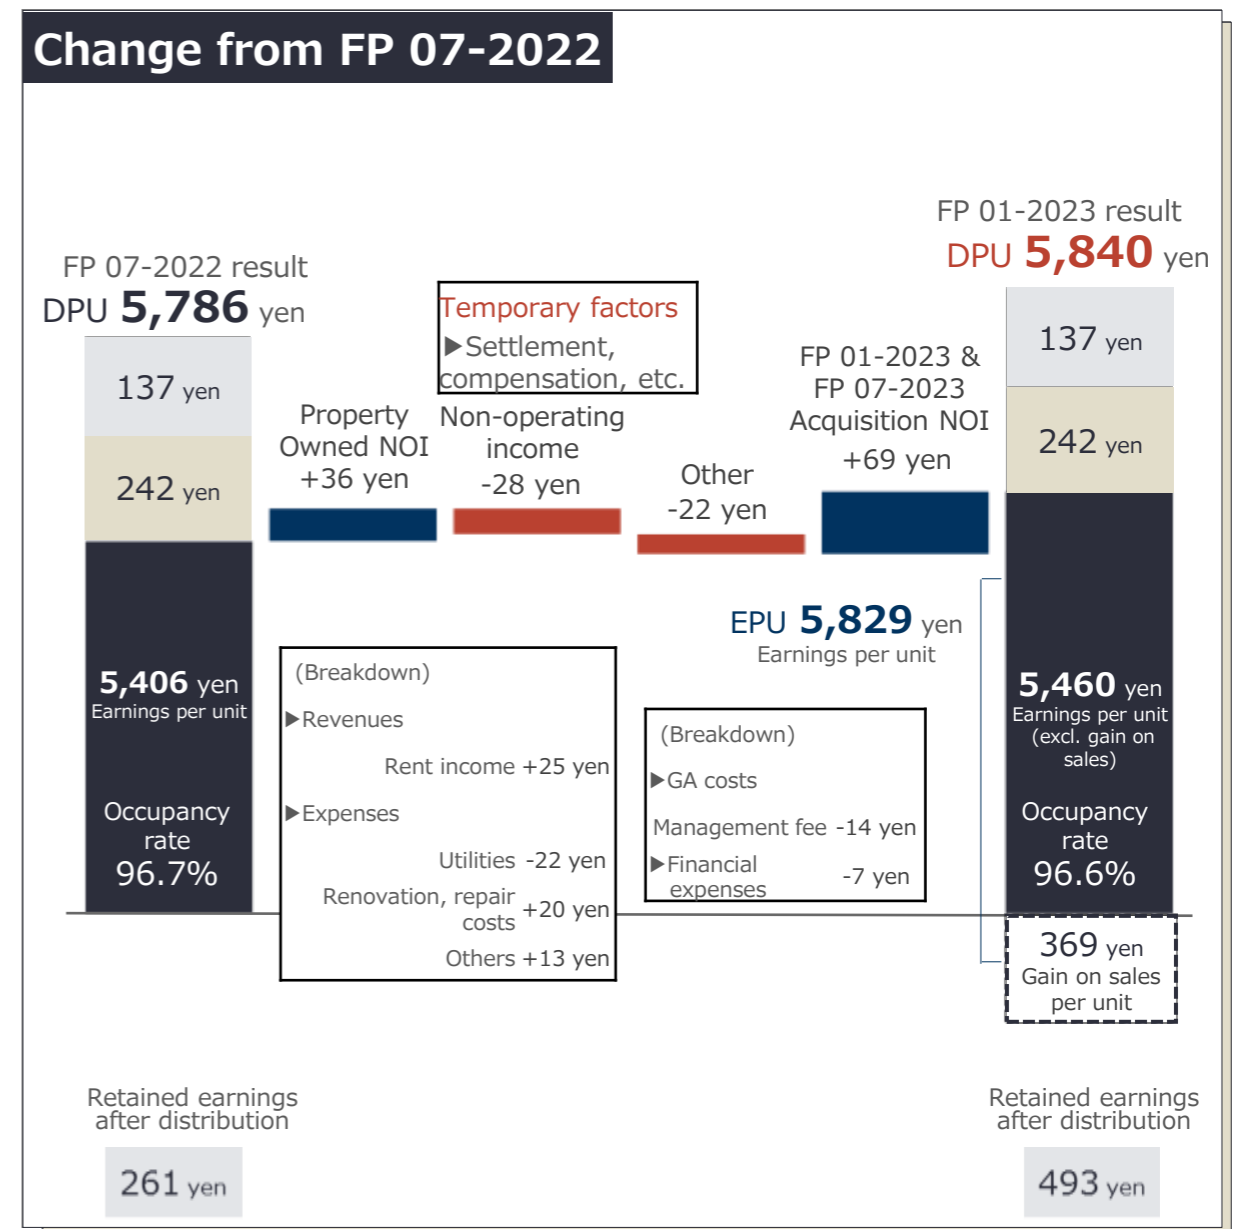 Change from FP 07-2022
FP 07-2022 result
DPU 5,786 yen
137 yen
242 yen
5,406 yen
Earnings per unit
Occupancy
rate
96.7%
Property
Owned NOI
+36 yen
Temporary factors
▶Settlement,
compensation, etc.
Non-operating
income
-28 yen
Other
-22 yen
FP 01-2023 &
FP 07-2023
Acquisition NOI
+69 yen
FP 01-2023 result
DPU 5,840 yen
137 yen
242 yen
EPU 5,829 yen
Earnings per unit
5,460 yen
Earnings per unit
(excl. gain on
sales)
Occupancy
rate
96.6%
369 yen
Gain on sales
per unit
(Breakdown)
▶Revenues
Rent income +25 yen
▶Expenses
Utilities -22 yen
Renovation, repair
costs +20 yen
Others +13 yen
(Breakdown)
▶GA costs
Management fee -14 yen
▶Financial
expenses -7 yen
Retained earnings
after distribution
261 yen
Retained earnings
after distribution
493 yen